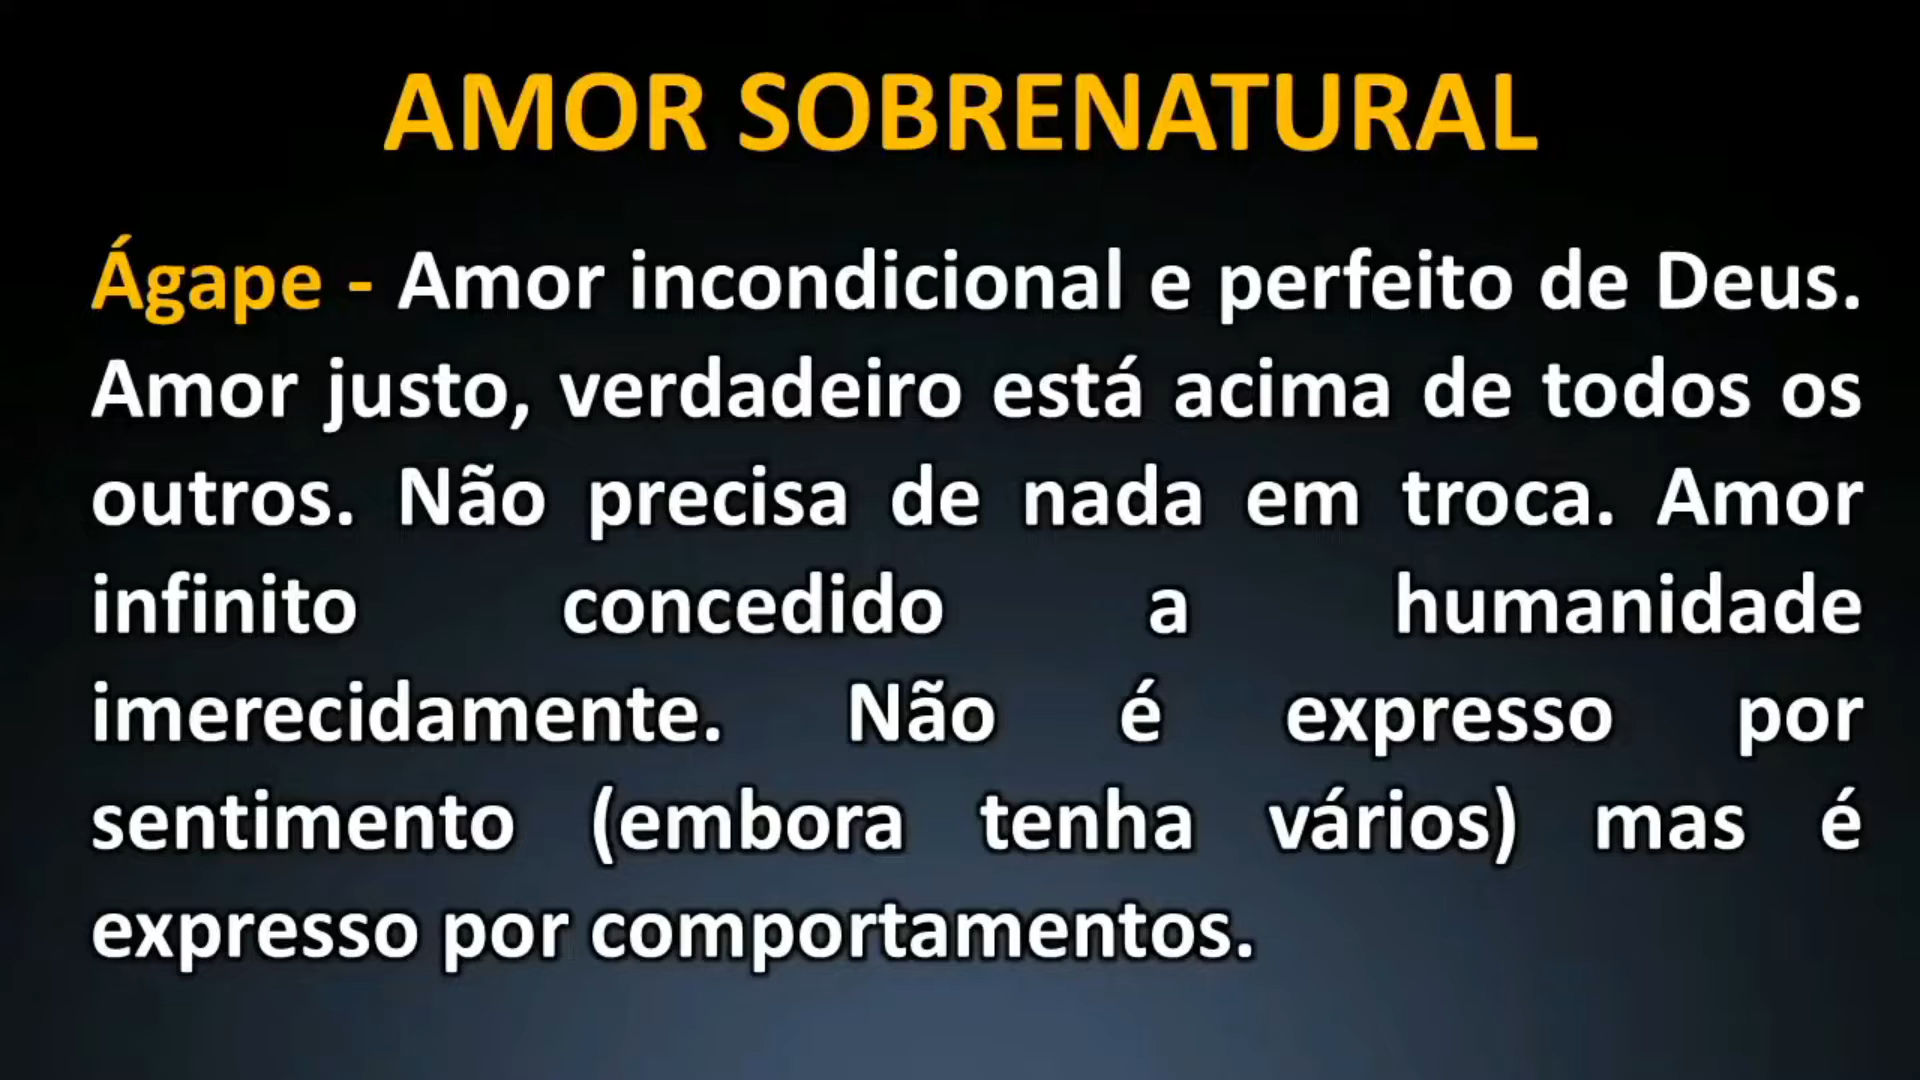 AMOR SOBRENATURAL
Ágape - Amor incondicional e perfeito de Deus.
Amor justo, verdadeiro está acima de todos os
outros. Não precisa de nada em troca. Amor
infinito concedido a humanidade
imerecidamente. Não é expresso por
sentimento (embora tenha vários) mas é
expresso por comportamentos.